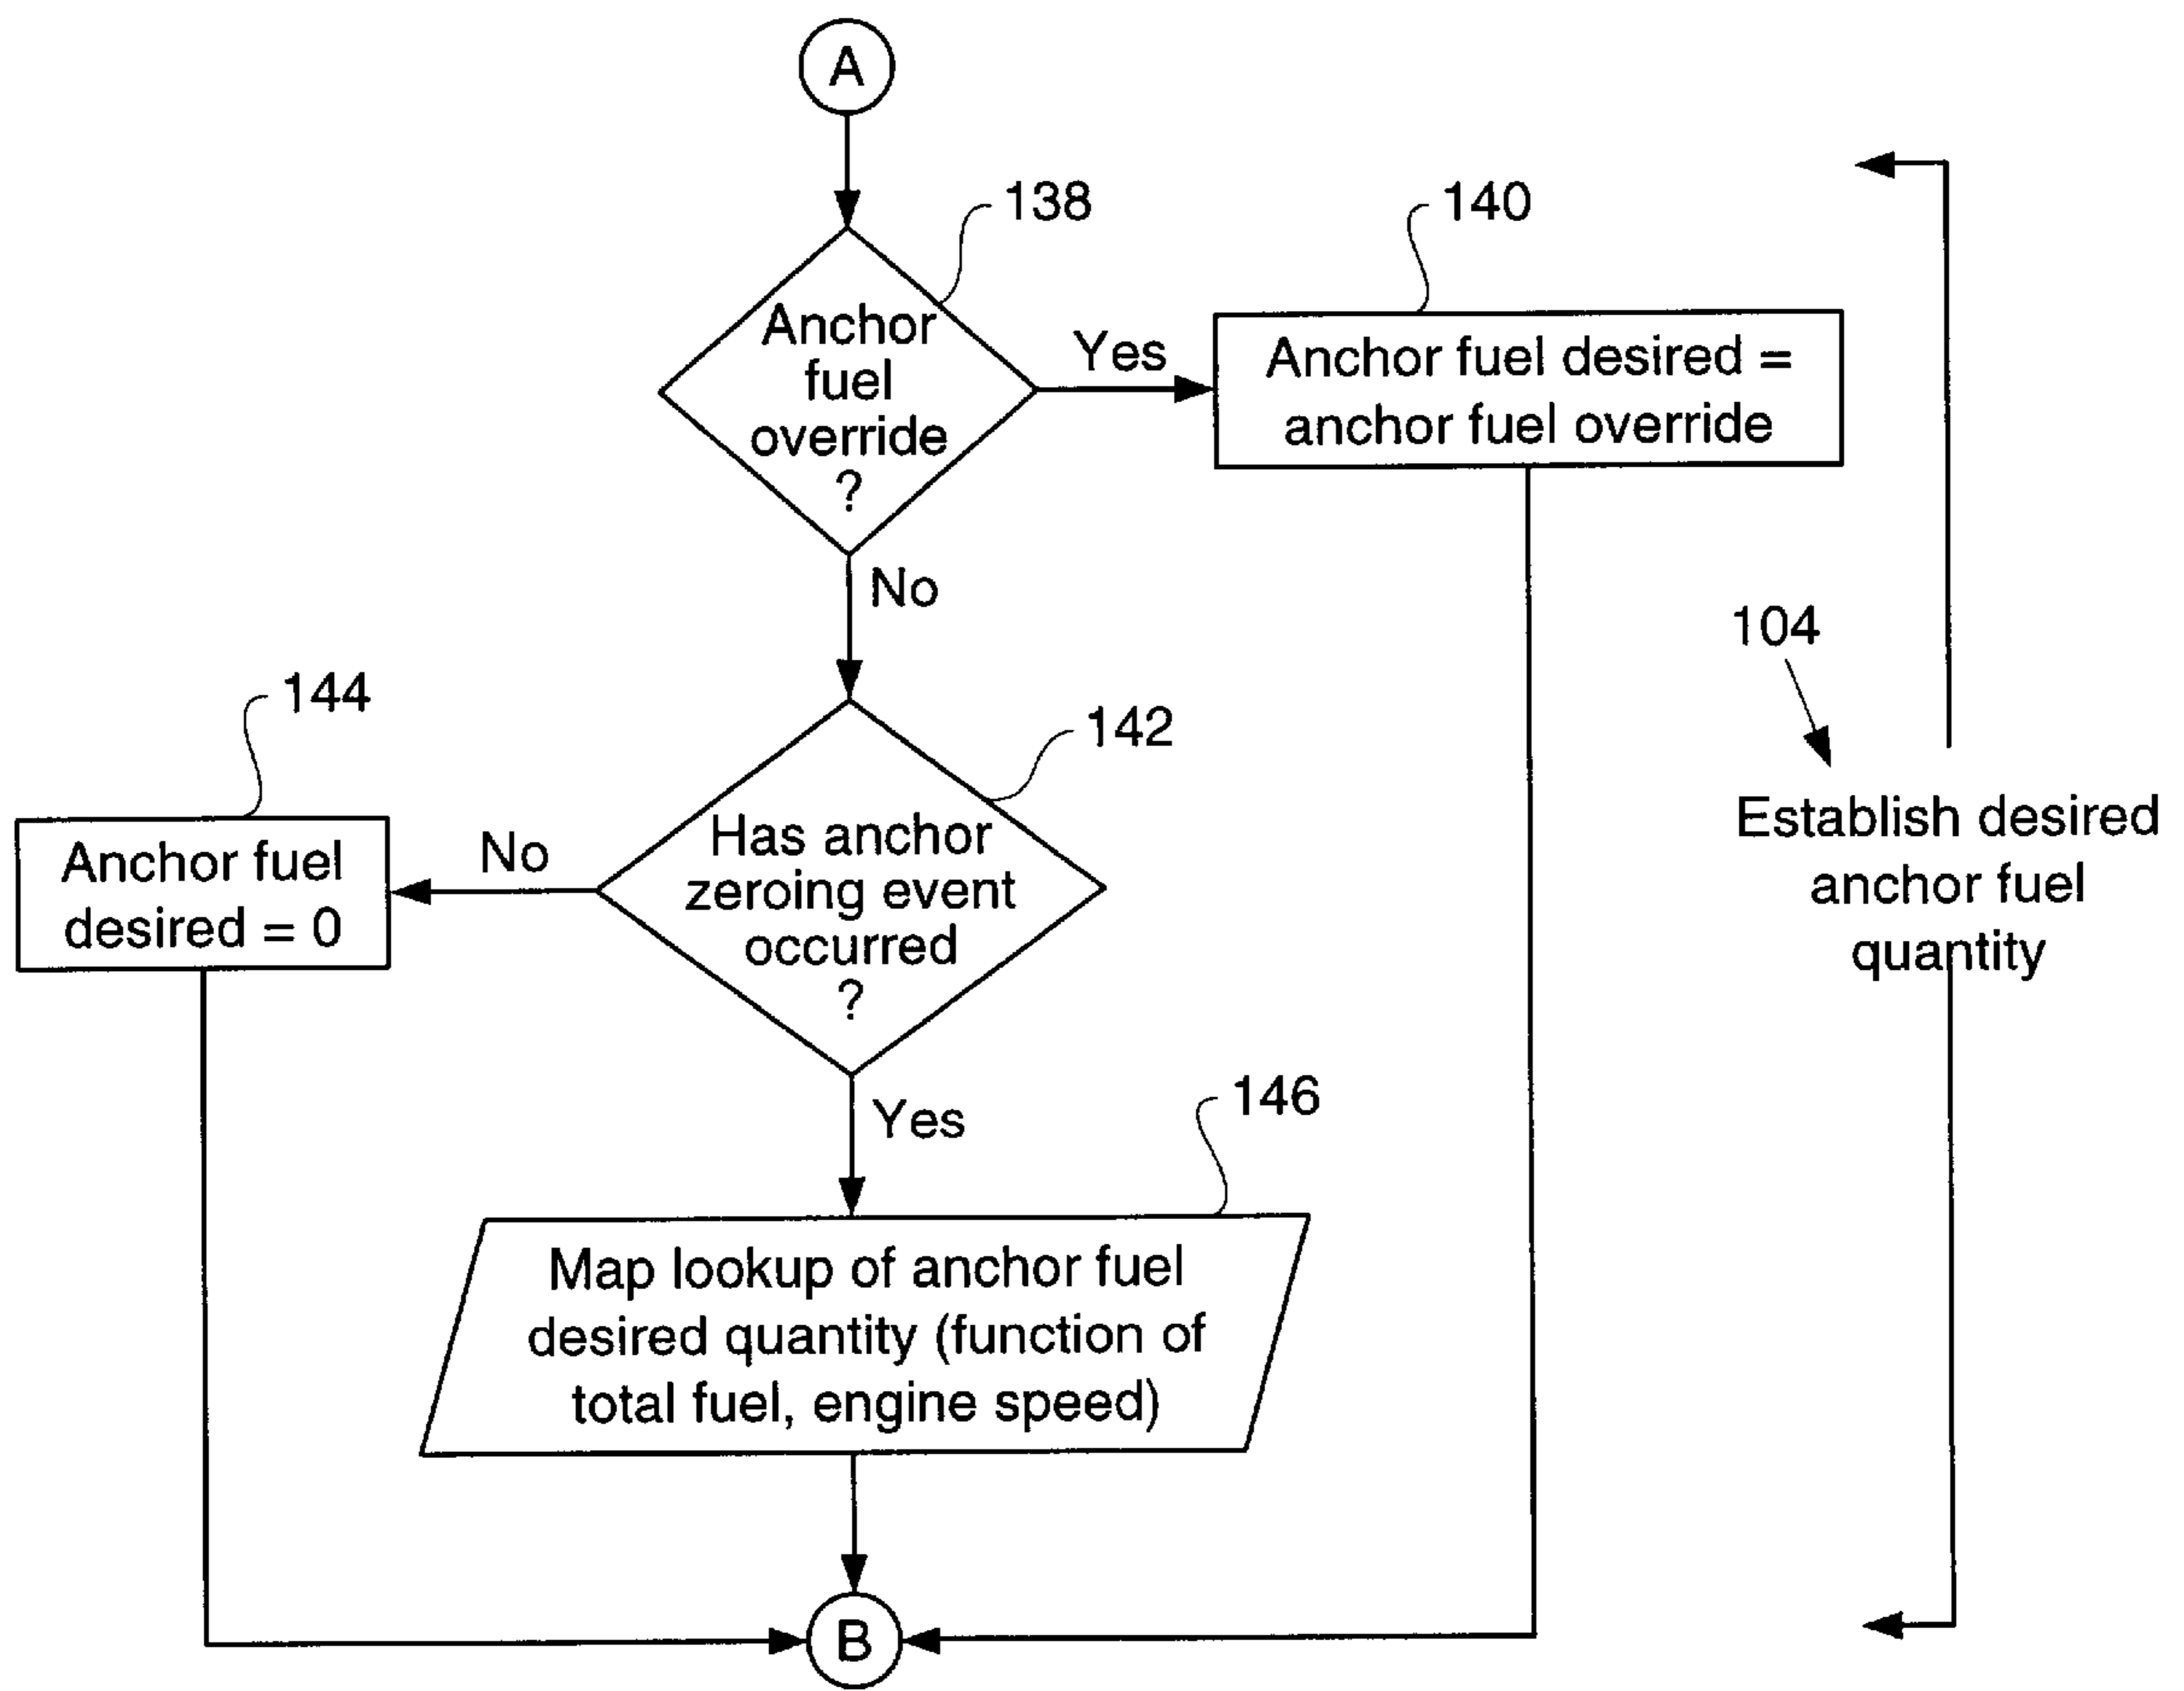 A
138
140
Anchor
fuel
override
?
Yes
Anchor fuel desired =
anchor fuel override
No
104
144
142
Anchor fuel
desired = 0
No
Has anchor
zeroing event
occurred
?
Establish desired
anchor fuel
quantity
Yes
146
Map lookup of anchor fuel
desired quantity (function of
total fuel, engine speed)
B